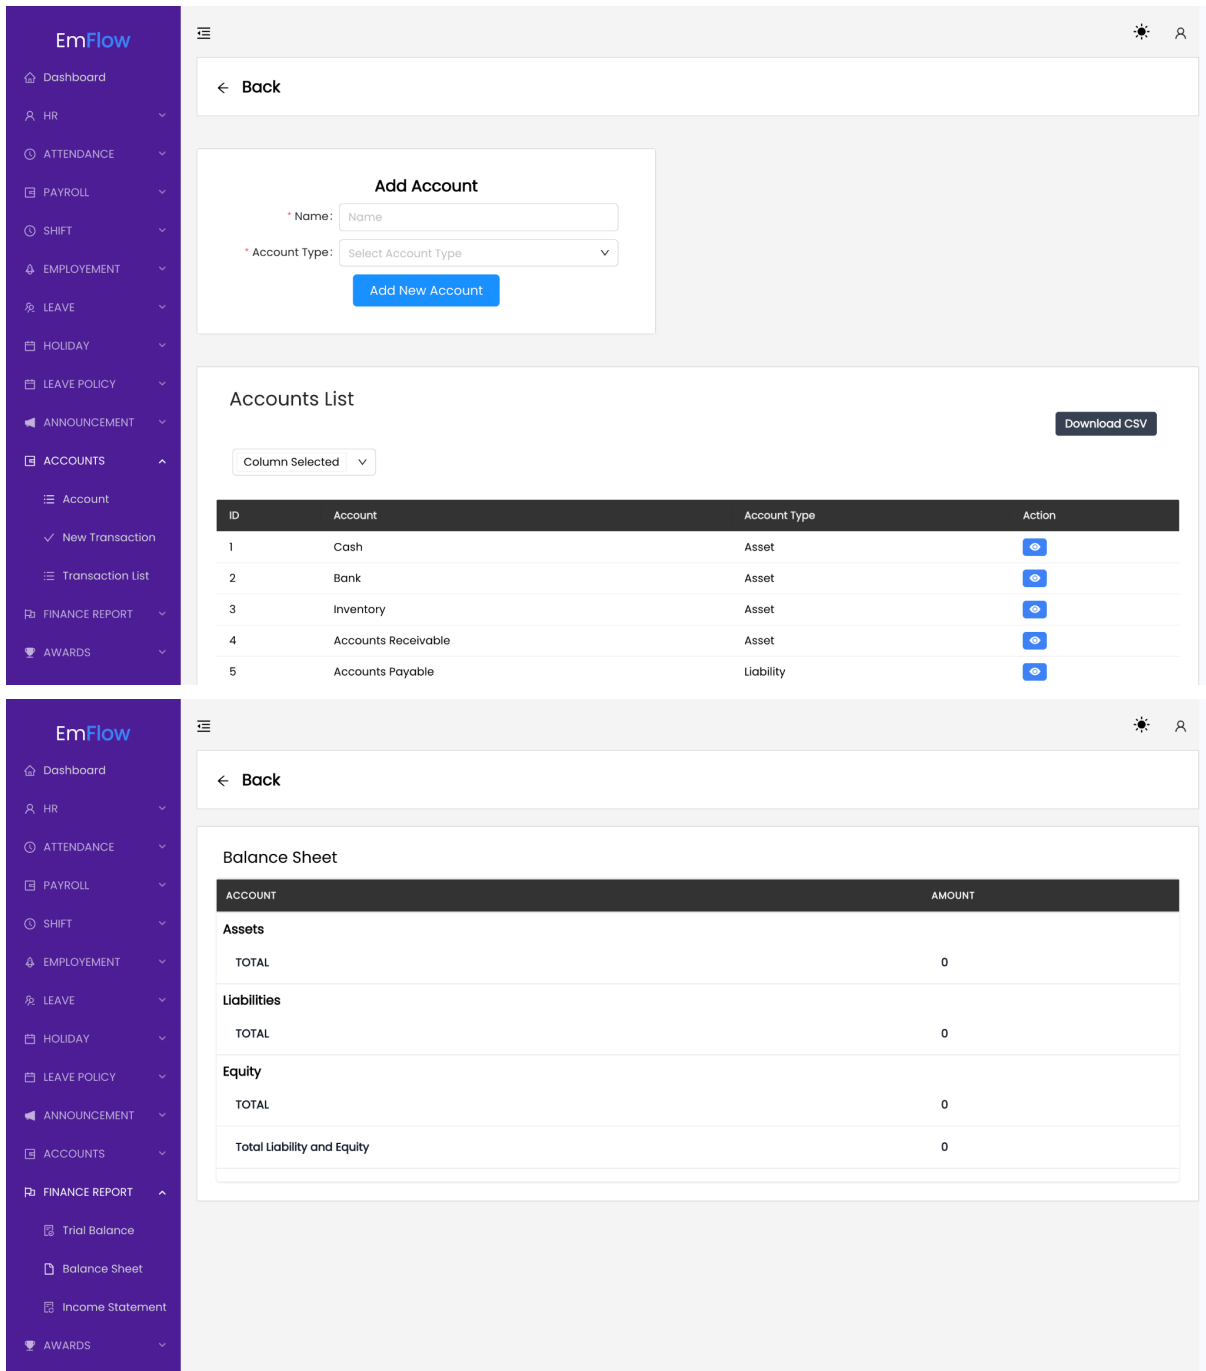 EmFlow
Dashboard
HR
ATTENDANCE
PAYROLL
SHIFT
EMPLOYEMENT
LEAVE
HOLIDAY
LEAVE POLICY
ANNOUNCEMENT
ACCOUNTS
Account
New Transaction
Transaction List
FINANCE REPORT
AWARDS
Back
Add Account
* Name: Name
* Account Type: Select Account Type
Add New Account
Accounts List
Download CSV
Column Selected
ID Account Account Type Action
1 Cash Asset
2 Bank Asset
3 Inventory Asset
4 Accounts Receivable Asset
5 Accounts Payable Liability
EmFlow
Dashboard
HR
ATTENDANCE
PAYROLL
SHIFT
EMPLOYEMENT
LEAVE
HOLIDAY
LEAVE POLICY
ANNOUNCEMENT
ACCOUNTS
FINANCE REPORT
Trial Balance
Balance Sheet
Income Statement
AWARDS
Back
Balance Sheet
ACCOUNT AMOUNT
Assets
TOTAL 0
Liabilities
TOTAL 0
Equity
TOTAL 0
Total Liability and Equity 0